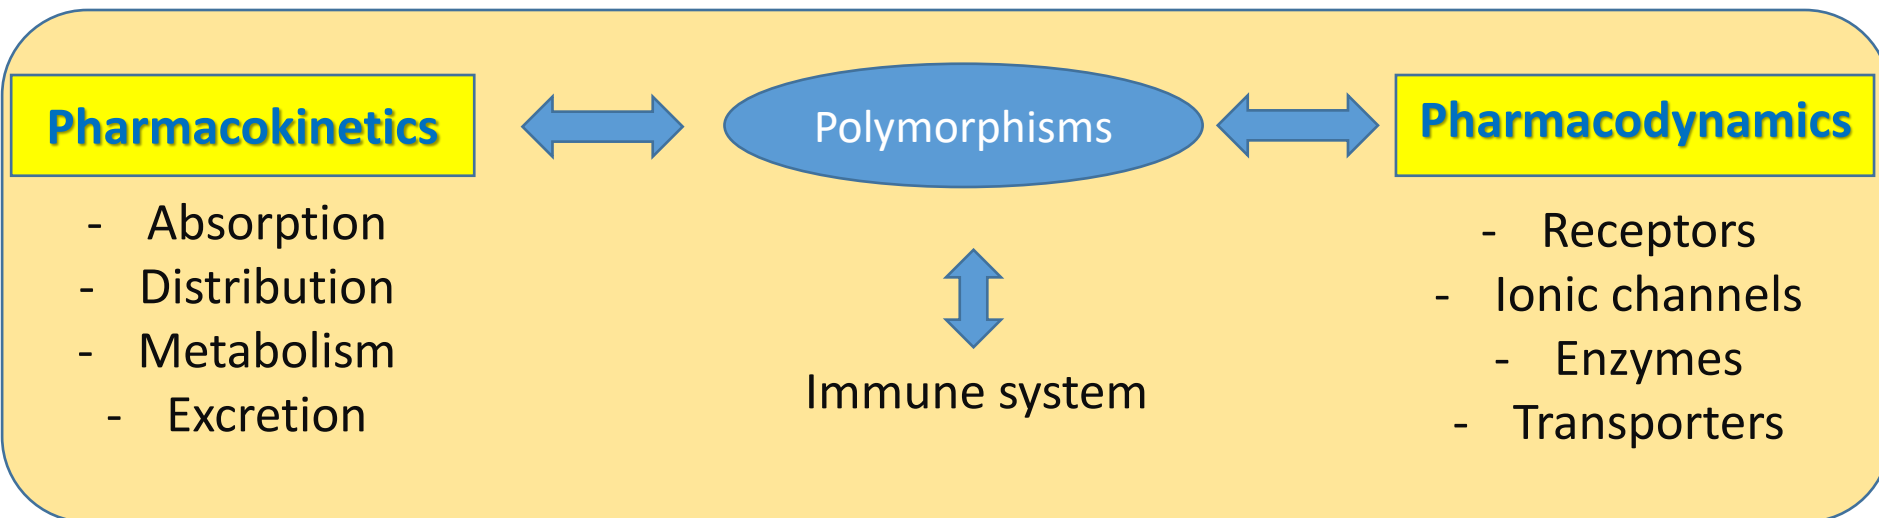 Pharmacokinetics
- Absorption
- Distribution
- Metabolism
- Excretion
Polymorphisms
Immune system
Pharmacodynamics
- Receptors
- Ionic channels
- Enzymes
- Transporters